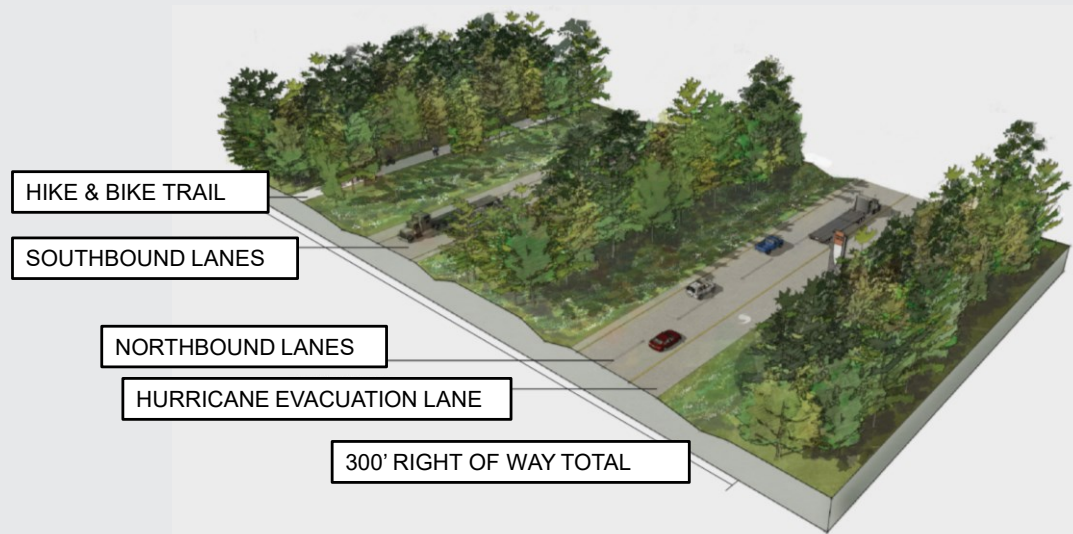 HIKE & BIKE TRAIL
SOUTHBOUND LANES
NORTHBOUND LANES
HURRICANE EVACUATION LANE
300’ RIGHT OF WAY TOTAL